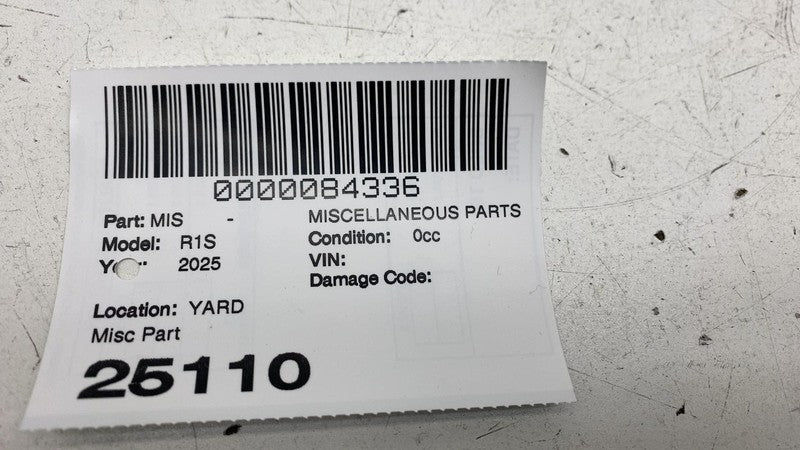 0000084336
Part: MIS - MISCELLANEOUS PARTS
Model: R1S Condition: 0cc
2025 VIN:
Damage Code:
Location: YARD
Misc Part
25110